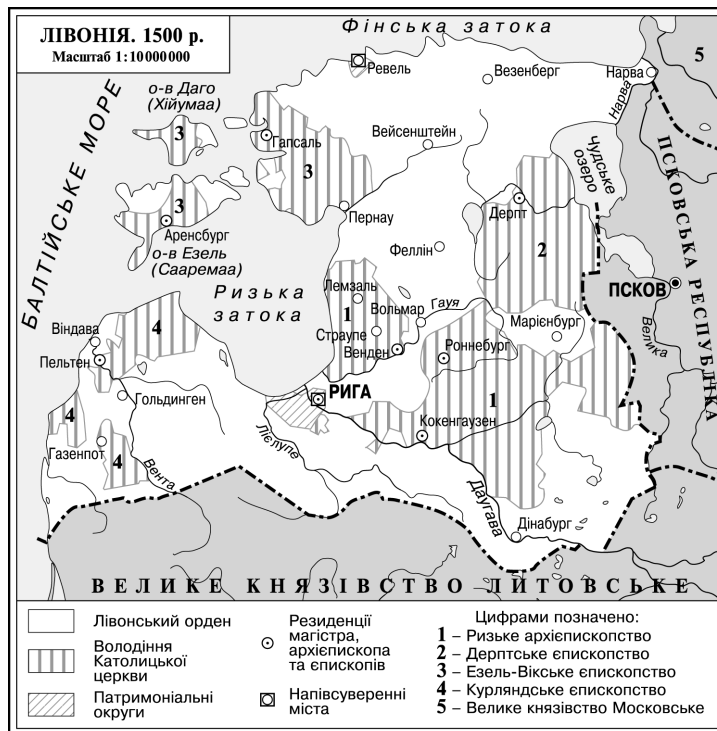 ЛІВОНІЯ. 1500 р.
Масштаб 1:10000000
Фінська затока
5
о-в Даго
(Хійумаа)
3
Ревель
Везенберг
Нарва
Нарва
БАЛТІЙСЬКЕ МОРЕ
Гапсаль
3
Вейсенштейн
Чудське
озеро
ПСКОВСЬКА РЕСПУБЛІКА
3
Аренсбург
о-в Езель
(Сааремаа)
Пернау
Дерпт
2
Феллін
Ризька
затока
Лемзаль
1
Вольмар
Гауя
Страупе
Венден
Роннебург
Марієнбург
ПСКОВ
Велика
Віндава
4
Пельтен
Гольдинген
РИГА
1
Кокенгаузен
4
Газенпот
4
Вента
Лієлупе
Даугава
Дінабург
ВЕЛИКЕ КНЯЗІВСТВО ЛИТОВСЬКЕ
Лівонський орден
Володіння
Католицької
церкви
Патримоніальні
округи
Резиденції
магістра,
архієпископа
та єпископів
Напівсуверенні
міста
Цифрами позначено:
1 – Ризьке архієпископство
2 – Дерптське єпископство
3 – Езель-Вікське єпископство
4 – Курляндське єпископство
5 – Велике князівство Московське